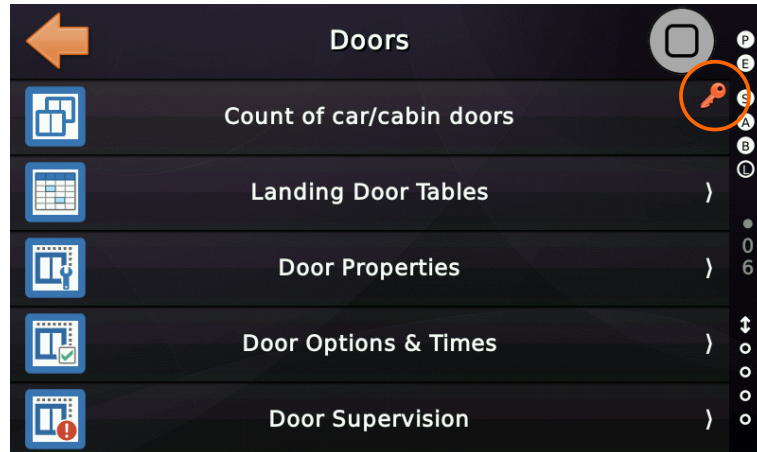 Doors
P
E
Count of car/cabin doors
S
A
B
Landing Door Tables
L
Door Properties
0
6
Door Options & Times
Door Supervision